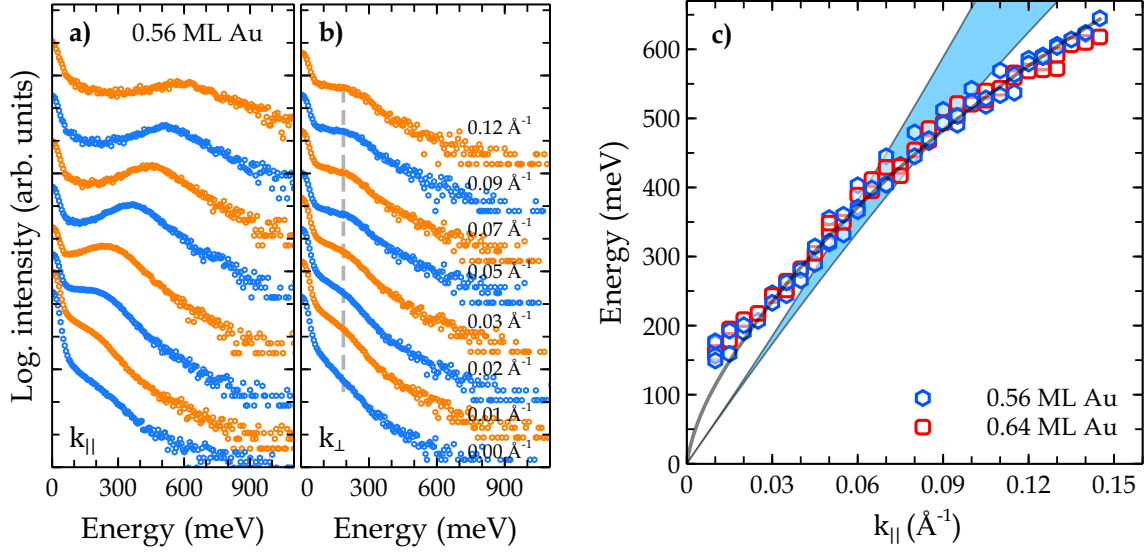 a) 0.56 ML Au
b)
0.12 Å⁻¹
0.09 Å⁻¹
0.07 Å⁻¹
0.05 Å⁻¹
0.03 Å⁻¹
0.02 Å⁻¹
0.01 Å⁻¹
0.00 Å⁻¹
k||
k⊥
Log. intensity (arb. units)
0 300 600 900
0 300 600 900
Energy (meV)
Energy (meV)
c)
600
500
400
300
200
100
0
Energy (meV)
0.56 ML Au
0.64 ML Au
0 0.03 0.06 0.09 0.12 0.15
k|| (Å⁻¹)